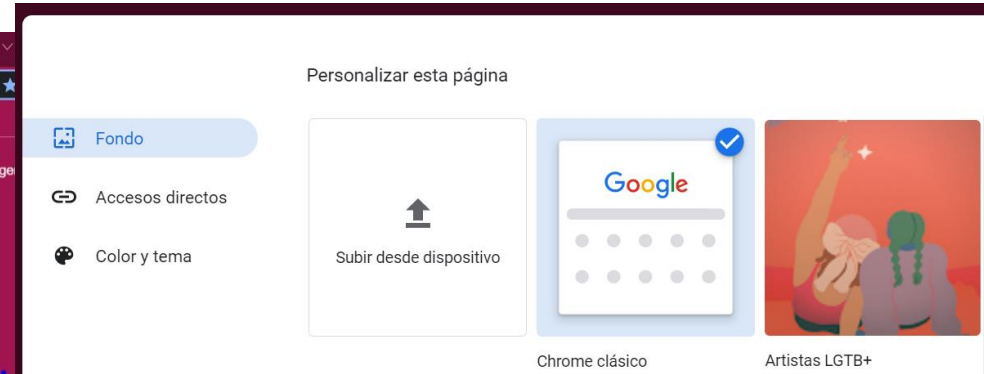 Personalizar esta página
Fondo
Accesos directos
Color y tema
Subir desde dispositivo
Google
Chrome clásico
Artistas LGTB+